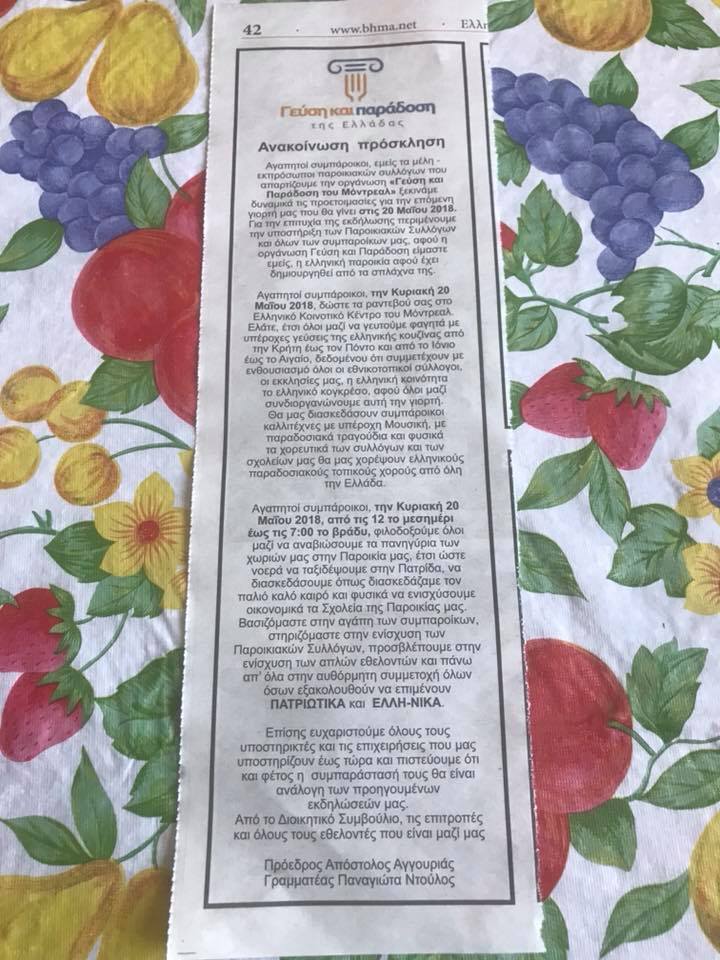 42 · www.bhma.net · Ελλη
Γεύση και παράδοση
της Ελλάδας
Ανακοίνωση πρόσκληση
Αγαπητοί συμπάροικοι, εμείς τα μέλη -
εκπρόσωποι παροικιακών συλλόγων που
απαρτίζουμε την οργάνωση «Γεύση και
Παράδοση του Μόντρεαλ» ξεκινάμε
δυναμικά τις προετοιμασίες για την επόμενη
γιορτή μας που θα γίνει στις 20 Μαΐου 2018.
Για την επιτυχία της εκδήλωσης περιμένουμε
την υποστήριξη των Παροικιακών Συλλόγων
και όλων των συμπαροίκων μας, αφού η
οργάνωση Γεύση και Παράδοση είμαστε
εμείς, η ελληνική παροικία αφού έχει
δημιουργηθεί από τα σπλάχνα της.
Αγαπητοί συμπάροικοι, την Κυριακή 20
Μαΐου 2018, δώστε τα ραντεβού σας στο
Ελληνικό Κοινοτικό Κέντρο του Μόντρεαλ.
Ελάτε, έτσι όλοι μαζί να γευτούμε φαγητά με
υπέροχες γεύσεις της ελληνικής κουζίνας από
την Κρήτη έως τον Πόντο και από το Ιόνιο
έως το Αιγαίο, δεδομένου ότι συμμετέχουν με
ενθουσιασμό όλοι οι εθνικοτοπικοί σύλλογοι,
οι εκκλησίες μας, η ελληνική κοινότητα
το ελληνικό κογκρέσο, αφού όλοι μαζί
συνδιοργανώνουμε αυτή την γιορτή.
Θα μας διασκεδάσουν συμπάροικοι
καλλιτέχνες με υπέροχη Μουσική, με
παραδοσιακά τραγούδια και φυσικά
τα χορευτικά των συλλόγων και των
σχολείων μας θα μας χορέψουν ελληνικούς
παραδοσιακούς τοπικούς χορούς από όλη
την Ελλάδα.
Αγαπητοί συμπάροικοι, την Κυριακή 20
Μαΐου 2018, από τις 12 το μεσημέρι
έως τις 7:00 το βράδυ, φιλοδοξούμε όλοι
μαζί να αναβιώσουμε τα πανηγύρια των
χωριών μας στη Παροικία μας, έτσι ώστε
νοερά να ταξιδέψουμε στην Πατρίδα, να
διασκεδάσουμε όπως διασκεδάζαμε τον
παλιό καλό καιρό και φυσικά να ενισχύσουμε
οικονομικά τα Σχολεία της Παροικίας μας.
Βασιζόμαστε στην αγάπη των συμπαροίκων,
στηριζόμαστε στην ενίσχυση των
Παροικιακών Συλλόγων, προσβλέπουμε στην
ενίσχυση των απλών εθελοντών και πάνω
απ' όλα στην αυθόρμητη συμμετοχή όλων
όσων εξακολουθούν να επιμένουν
ΠΑΤΡΙΩΤΙΚΑ και ΕΛΛΗ-ΝΙΚΑ.
Επίσης ευχαριστούμε όλους τους
υποστηρικτές και τις επιχειρήσεις που μας
υποστηρίζουν έως τώρα και πιστεύουμε ότι
και φέτος η συμπαράστασή τους θα είναι
ανάλογη των προηγουμένων
εκδηλώσεών μας.
Από το Διοικητικό Συμβούλιο, τις επιτροπές
και όλους τους εθελοντές που είναι μαζί μας
Πρόεδρος Απόστολος Αγγουριάς
Γραμματέας Παναγιώτα Ντούλος